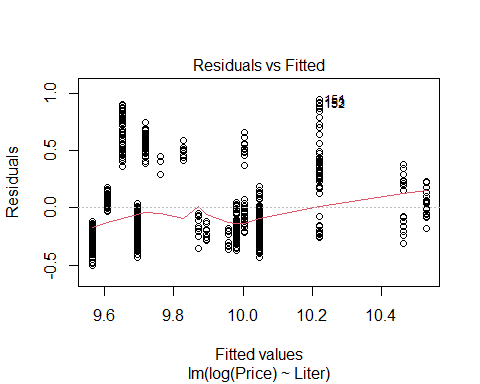 Residuals vs Fitted
Residuals
1.0
0.5
0.0
-0.5
152
9.6
9.8
10.0
10.2
10.4
Fitted values
lm(log(Price) ~ Liter)